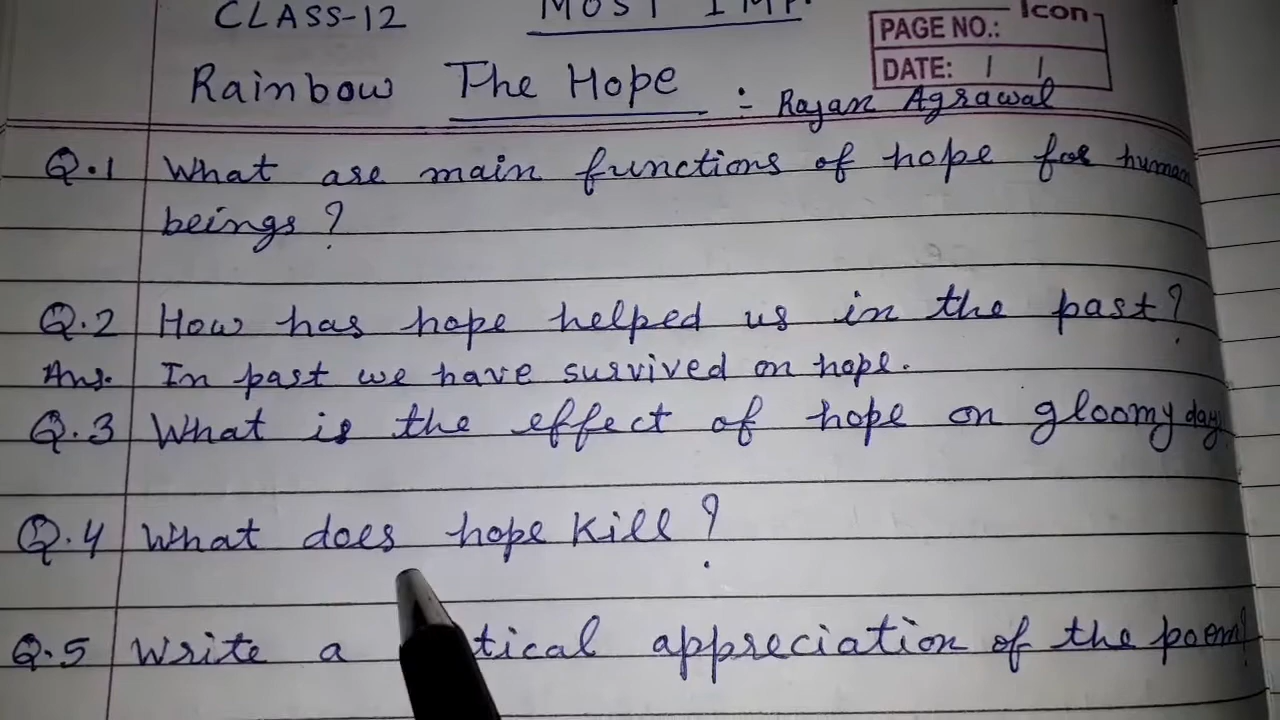 CLASS-12 MOST IMP.
Icon
PAGE NO.:
DATE: / /
Rainbow The Hope :- Rajan Agrawal
Q.1 What are main functions of hope for human
beings?
Q.2 How has hope helped us in the past?
Ans. In past we have survived on hope.
Q.3 What is the effect of hope on gloomy day
Q.4 What does hope kill?
Q.5 Write a tical appreciation of the poem?